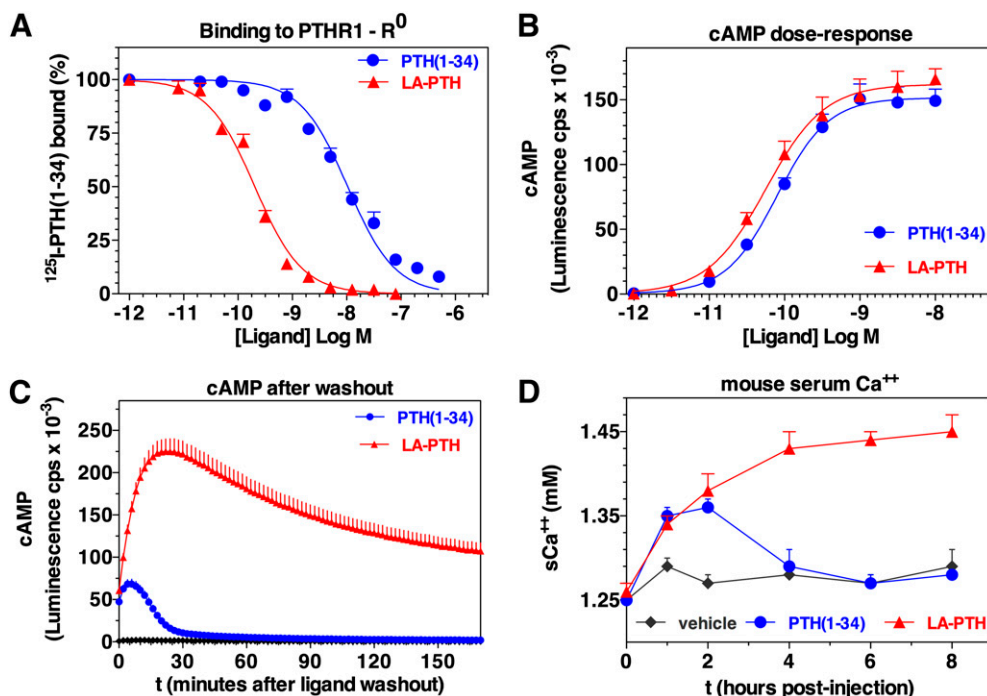 A
Binding to PTHR1 - R⁰
PTH(1-34)
LA-PTH
¹²⁵I-PTH(1-34) bound (%)
100
75
50
25
0
-12 -11 -10 -9 -8 -7 -6
[Ligand] Log M
B
cAMP dose-response
cAMP
(Luminescence cps x 10⁻³)
150
100
50
0
PTH(1-34)
LA-PTH
-12 -11 -10 -9 -8
[Ligand] Log M
C
cAMP after washout
PTH(1-34)
LA-PTH
cAMP
(Luminescence cps x 10⁻³)
250
200
150
100
50
0
0 30 60 90 120 150
t (minutes after ligand washout)
D
mouse serum Ca⁺⁺
sCa⁺⁺ (mM)
1.45
1.35
1.25
vehicle PTH(1-34) LA-PTH
0 2 4 6 8
t (hours post-injection)